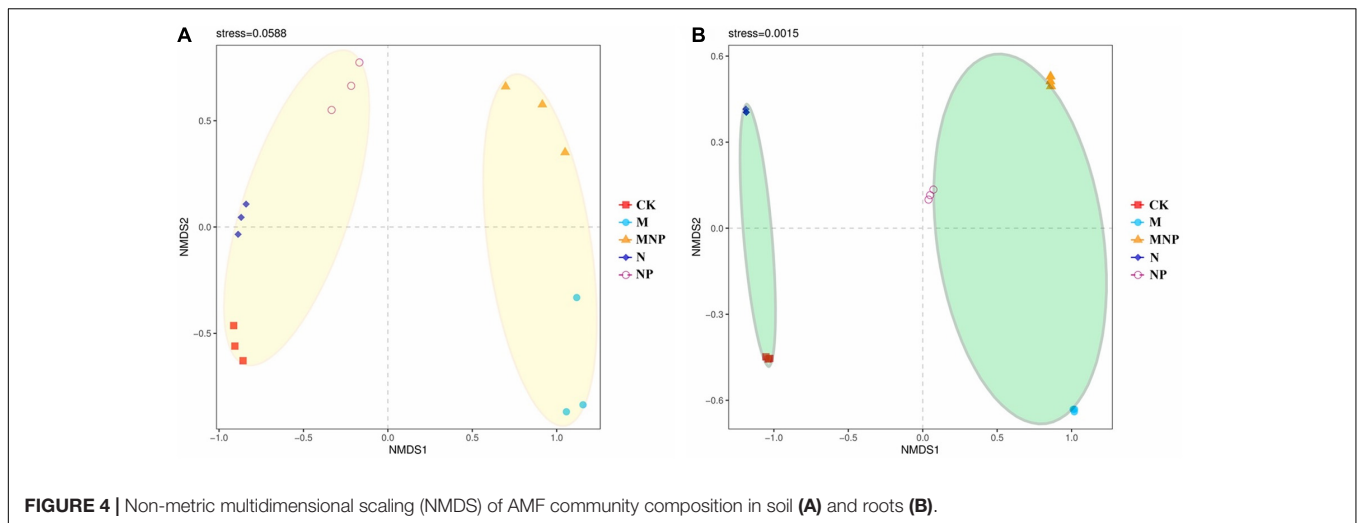 A
stress=0.0588
NMDS2
0.5
0.0
−0.5
−1.0
−0.5
0.0
0.5
1.0
NMDS1
CK
M
MNP
N
NP
B
stress=0.0015
NMDS2
0.6
0.3
0.0
−0.3
−0.6
−1.0
−0.5
0.0
0.5
1.0
NMDS1
CK
M
MNP
N
NP
FIGURE 4 | Non-metric multidimensional scaling (NMDS) of AMF community composition in soil (A) and roots (B).